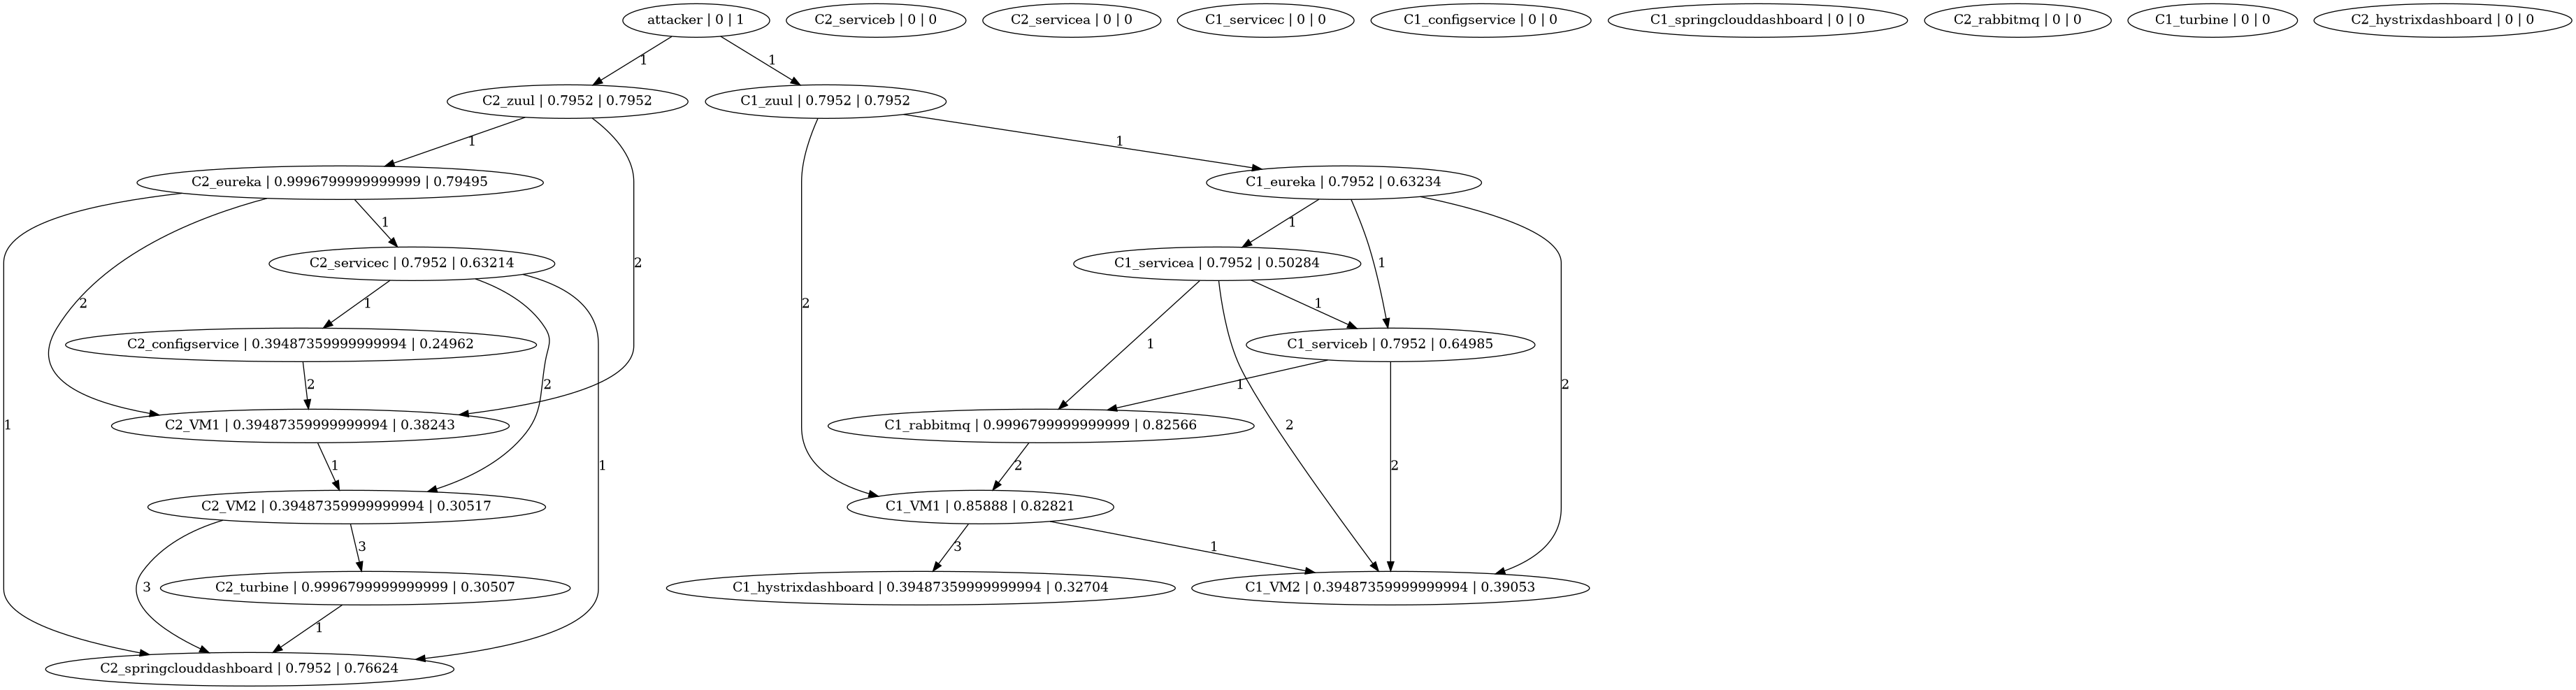 attacker | 0 | 1
C2_serviceb | 0 | 0
C2_servicea | 0 | 0
C1_servicec | 0 | 0
C1_configservice | 0 | 0
C1_springclouddashboard | 0 | 0
C2_rabbitmq | 0 | 0
C1_turbine | 0 | 0
C2_hystrixdashboard | 0 | 0
1
1
C2_zuul | 0.7952 | 0.7952
C1_zuul | 0.7952 | 0.7952
1
1
C2_eureka | 0.9996799999999999 | 0.79495
C1_eureka | 0.7952 | 0.63234
1
1
C2_servicec | 0.7952 | 0.63214
2
C1_servicea | 0.7952 | 0.50284
1
2
1
2
1
C2_configservice | 0.39487359999999994 | 0.24962
1
C1_serviceb | 0.7952 | 0.64985
2
2
1
2
1
C2_VM1 | 0.39487359999999994 | 0.38243
C1_rabbitmq | 0.9996799999999999 | 0.82566
2
1
1
2
2
C2_VM2 | 0.39487359999999994 | 0.30517
C1_VM1 | 0.85888 | 0.82821
3
3
1
3
C2_turbine | 0.9996799999999999 | 0.30507
C1_hystrixdashboard | 0.39487359999999994 | 0.32704
C1_VM2 | 0.39487359999999994 | 0.39053
1
C2_springclouddashboard | 0.7952 | 0.76624